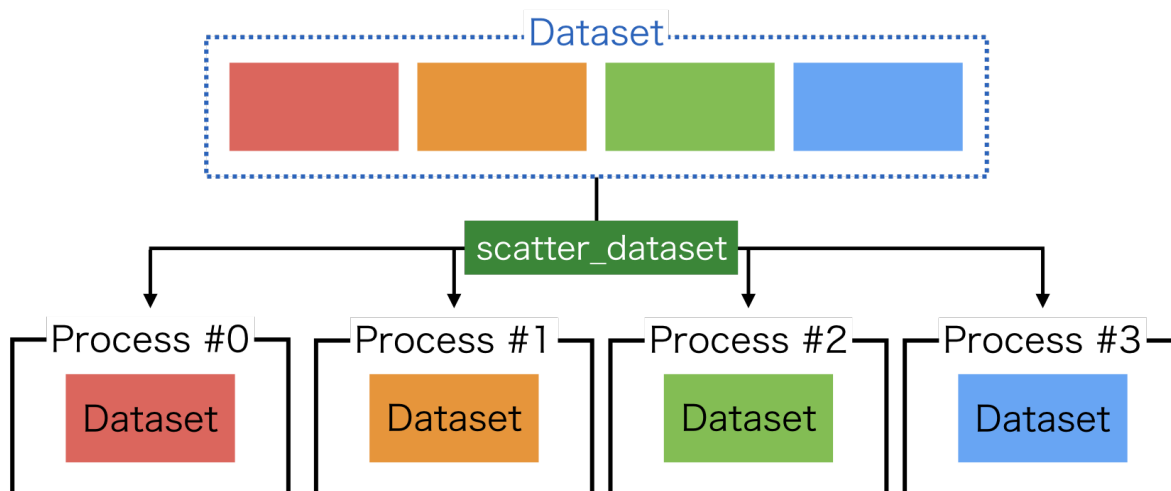 Dataset
scatter_dataset
Process #0 Process #1 Process #2 Process #3
Dataset Dataset Dataset Dataset